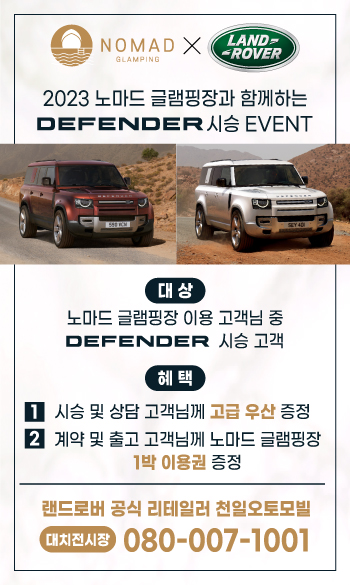 NOMAD
GLAMPING
×
LAND-
ROVER
2023 노마드 글램핑장과 함께하는
DEFENDER 시승 EVENT
대상
노마드 글램핑장 이용 고객님 중
DEFENDER 시승 고객
혜택
1 시승 및 상담 고객님께 고급 우산 증정
2 계약 및 출고 고객님께 노마드 글램핑장
1박 이용권 증정
랜드로버 공식 리테일러 천일오토모빌
대치전시장 080-007-1001